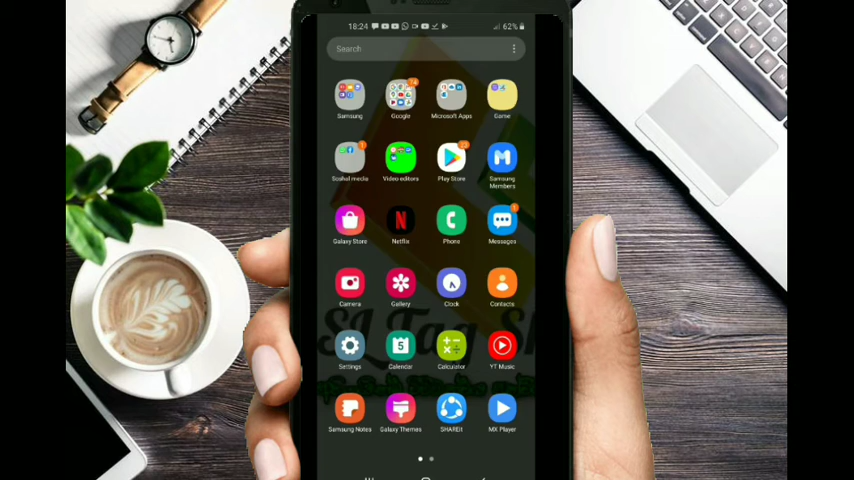 18:24
62%
Search
Samsung
Google
Microsoft Apps
Game
Soshal media
Video editors
Play Store
Samsung
Members
Galaxy Store
Netflix
Phone
Messages
Camera
Gallery
Clock
Contacts
Settings
Calendar
Calculator
YT Music
Samsung Notes
Galaxy Themes
SHAREit
MX Player